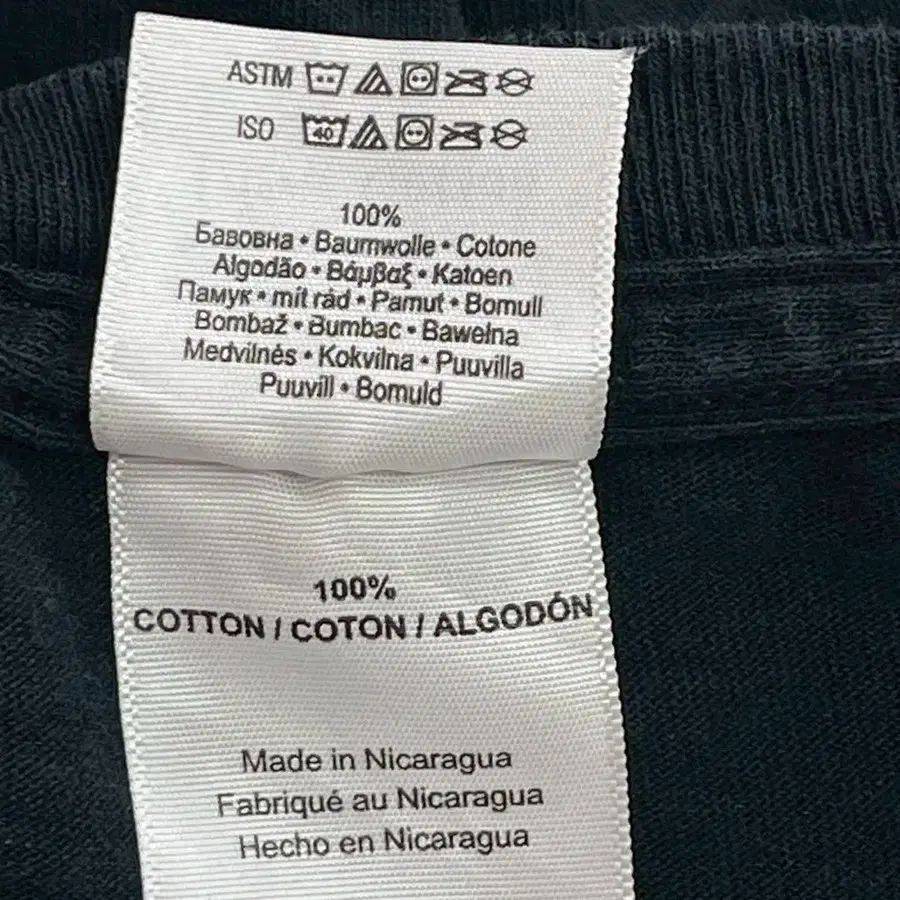 ASTM
ISO 40
100%
Бавовна • Baumwolle • Cotone
Algodão • Βάμβαξ • Katoen
Памук • mit rád • Pamut • Bomull
Bombaž • Bumbac • Bawełna
Medvilnės • Kokvilna • Puuvilla
Puuvill • Bomuld
100%
COTTON / COTON / ALGODÓN
Made in Nicaragua
Fabriqué au Nicaragua
Hecho en Nicaragua